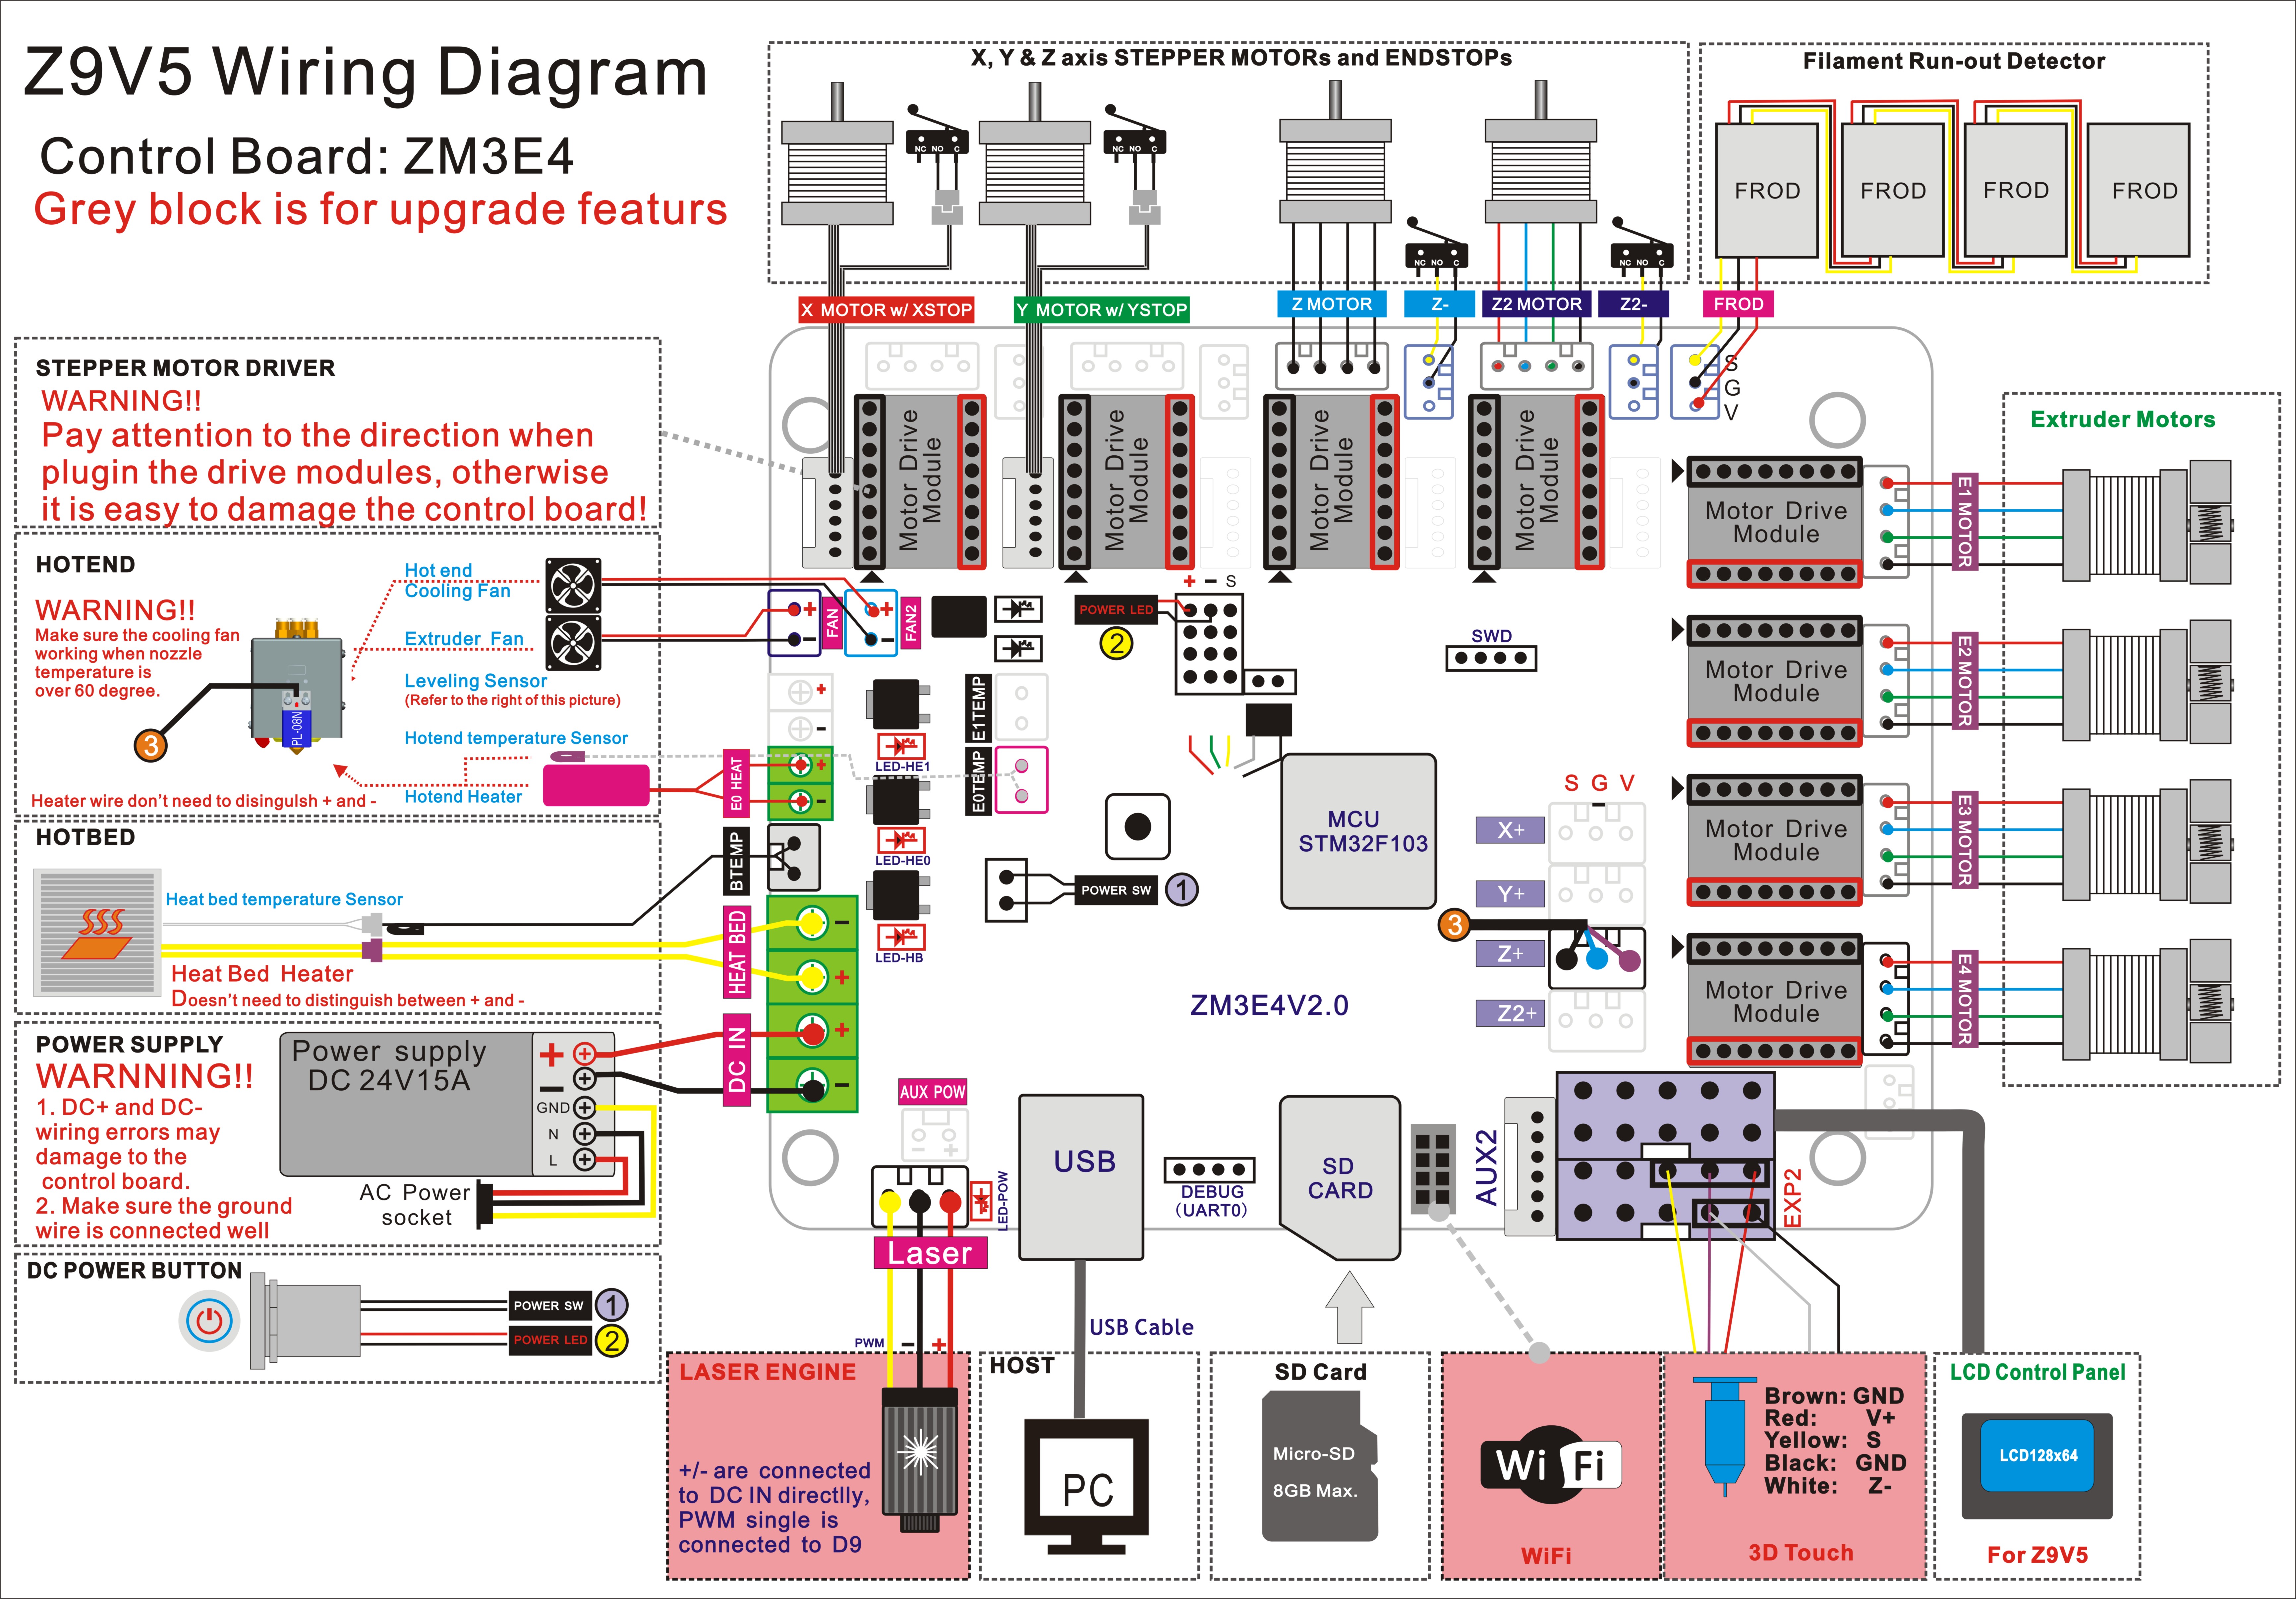 Z9V5 Wiring Diagram
Control Board: ZM3E4
Grey block is for upgrade featurs
X, Y & Z axis STEPPER MOTORs and ENDSTOPs
NC NO C
NC NO C
NC NO C
NC NO C
Filament Run-out Detector
FROD
FROD
FROD
FROD
X MOTOR w/ XSTOP
Y MOTOR w/ YSTOP
Z MOTOR
Z-
Z2 MOTOR
Z2-
FROD
S
G
V
STEPPER MOTOR DRIVER
WARNING!!
Pay attention to the direction when
plugin the drive modules, otherwise
it is easy to damage the control board!
Motor Drive
Module
Motor Drive
Module
Motor Drive
Module
Motor Drive
Module
Extruder Motors
Motor Drive
Module
E1 MOTOR
Motor Drive
Module
E2 MOTOR
Motor Drive
Module
E3 MOTOR
Motor Drive
Module
E4 MOTOR
HOTEND
WARNING!!
Make sure the cooling fan
working when nozzle
temperature is
over 60 degree.
Hot end
Cooling Fan
Extruder Fan
Leveling Sensor
(Refer to the right of this picture)
Hotend temperature Sensor
Hotend Heater
PL-08N
3
Heater wire don't need to disingulsh + and -
+
-
FAN
+
-
FAN2
+ - S
POWER LED
2
SWD
+
-
E1TEMP
E0TEMP
LED-HE1
E0 HEAT
+
-
LED-HE0
BTEMP
LED-HB
POWER SW
1
MCU
STM32F103
S G V
-
X+
Y+
3
Z+
Z2+
ZM3E4V2.0
HOTBED
Heat bed temperature Sensor
Heat Bed Heater
Doesn't need to distinguish between + and -
HEAT BED
-
+
DC IN
+
-
POWER SUPPLY
WARNNING!!
1. DC+ and DC-
wiring errors may
damage to the
control board.
2. Make sure the ground
wire is connected well
Power supply
DC 24V15A
+
-
GND
N
L
AC Power
socket
DC POWER BUTTON
POWER SW
1
POWER LED
2
AUX POW
- +
LED-POW
Laser
PWM - +
USB
DEBUG
(UART0)
SD
CARD
AUX2
EXP2
USB Cable
LASER ENGINE
+/- are connected
to DC IN directlly,
PWM single is
connected to D9
HOST
PC
SD Card
Micro-SD
8GB Max.
Wi Fi
WiFi
Brown: GND
Red: V+
Yellow: S
Black: GND
White: Z-
3D Touch
LCD Control Panel
LCD128x64
For Z9V5